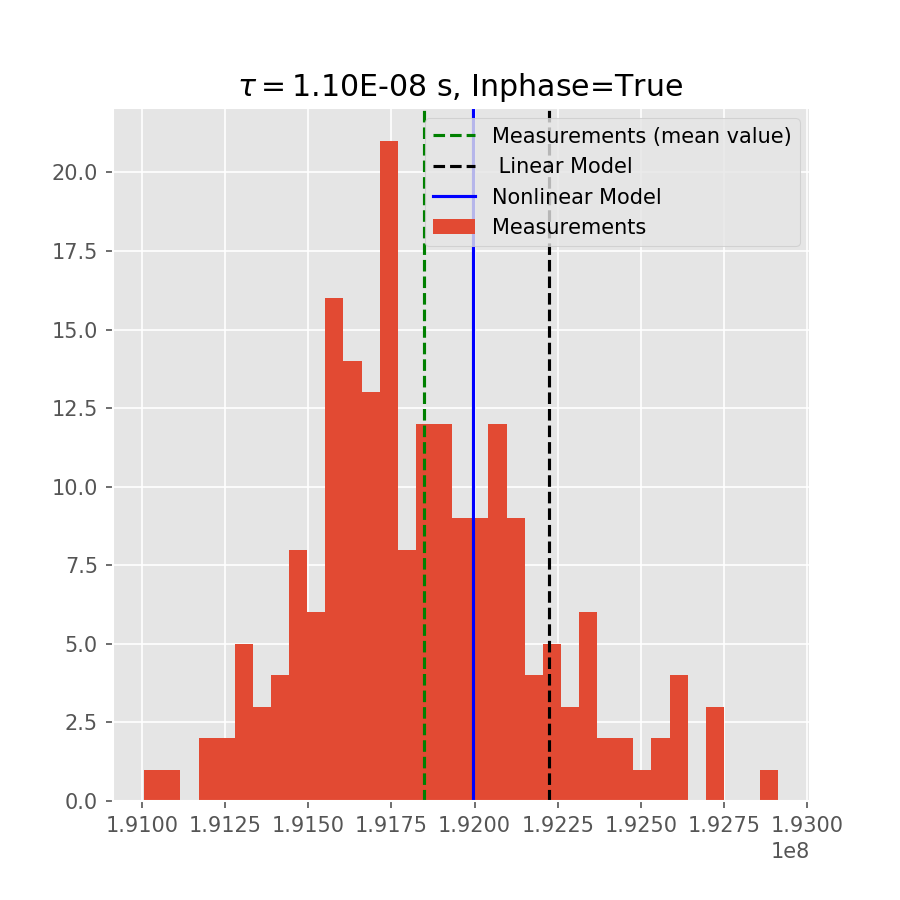 τ = 1.10E-08 s, Inphase=True
Measurements (mean value)
Linear Model
Nonlinear Model
Measurements
20.0
17.5
15.0
12.5
10.0
7.5
5.0
2.5
0.0
1.9100 1.9125 1.9150 1.9175 1.9200 1.9225 1.9250 1.9275 1.9300
1e8